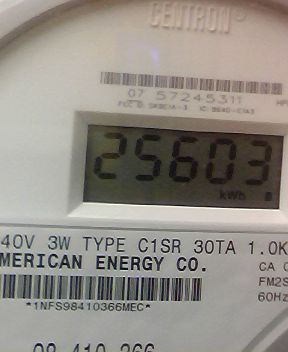 CENTRON®
07 57245311
25603
kWh
40V 3W TYPE C1SR 30TA 1.0K
MERICAN ENERGY CO.
CA 0
FM2S
60Hz
*1NFS98410366MEC*